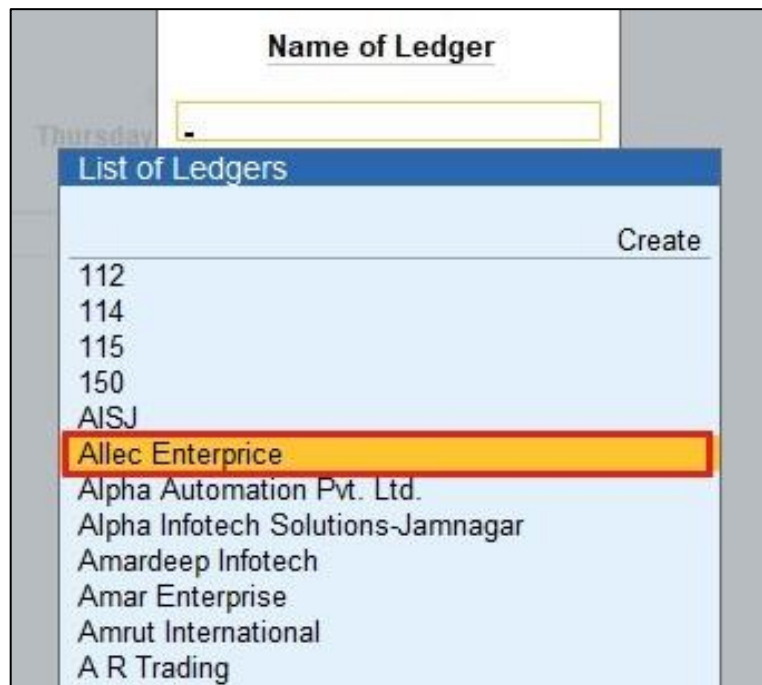 Name of Ledger
Thursday
List of Ledgers
Create
112
114
115
150
AISJ
Allec Enterprice
Alpha Automation Pvt. Ltd.
Alpha Infotech Solutions-Jamnagar
Amardeep Infotech
Amar Enterprise
Amrut International
A R Trading